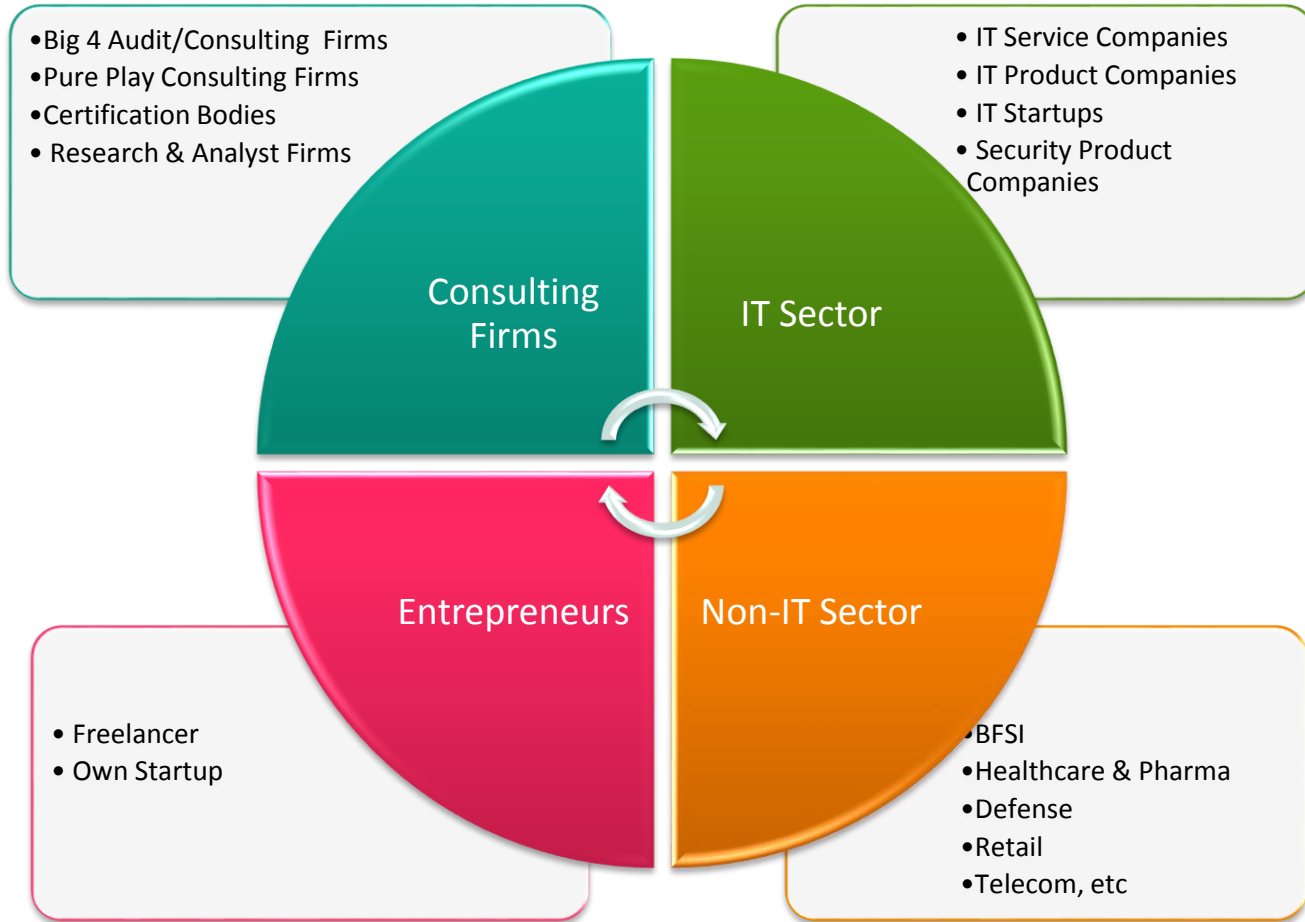 •Big 4 Audit/Consulting Firms
•Pure Play Consulting Firms
•Certification Bodies
• Research & Analyst Firms
• IT Service Companies
• IT Product Companies
• IT Startups
• Security Product
Companies
Consulting
Firms
IT Sector
Entrepreneurs
Non-IT Sector
• Freelancer
• Own Startup
•BFSI
•Healthcare & Pharma
•Defense
•Retail
•Telecom, etc